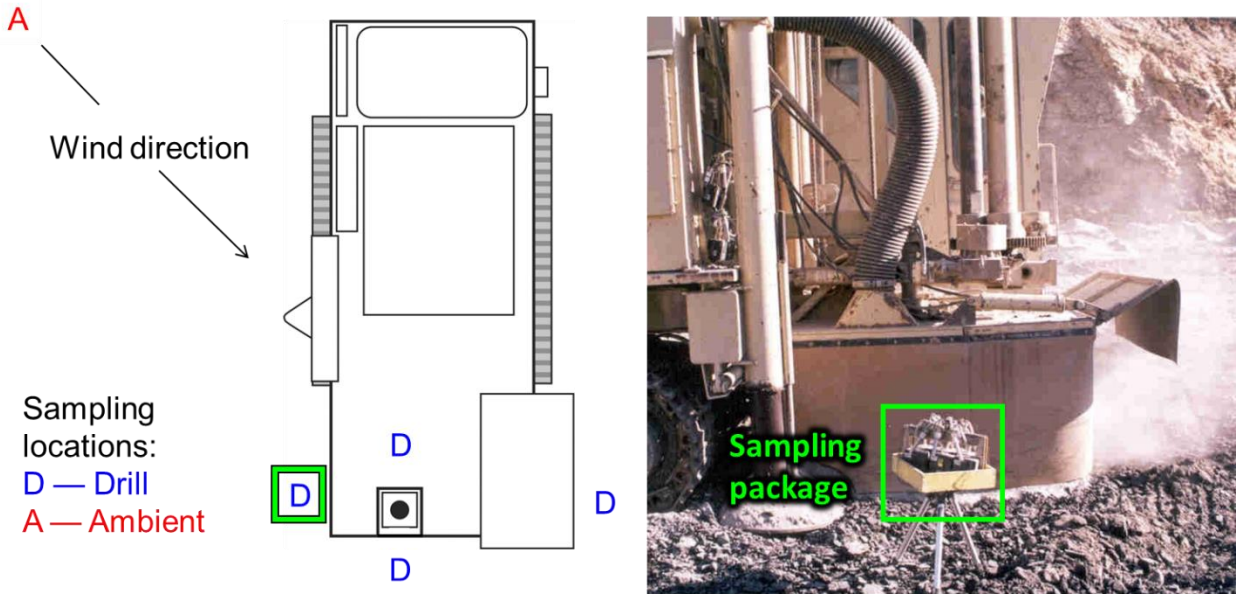 A
Wind direction
Sampling
locations:
D — Drill
A — Ambient
D
D
D
D
Sampling
package